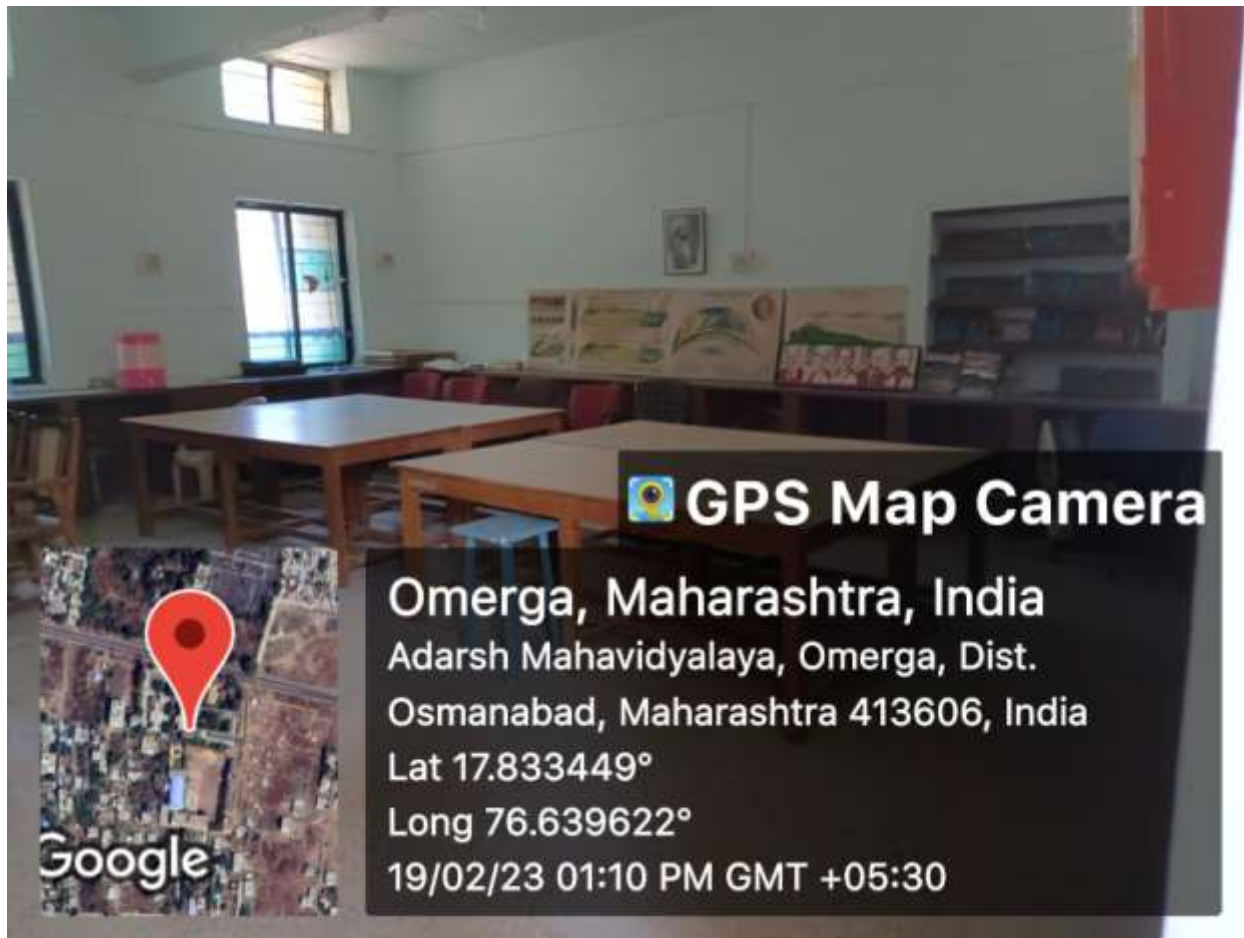 GPS Map Camera
Omerga, Maharashtra, India
Adarsh Mahavidyalaya, Omerga, Dist.
Osmanabad, Maharashtra 413606, India
Lat 17.833449°
Long 76.639622°
19/02/23 01:10 PM GMT +05:30
Google